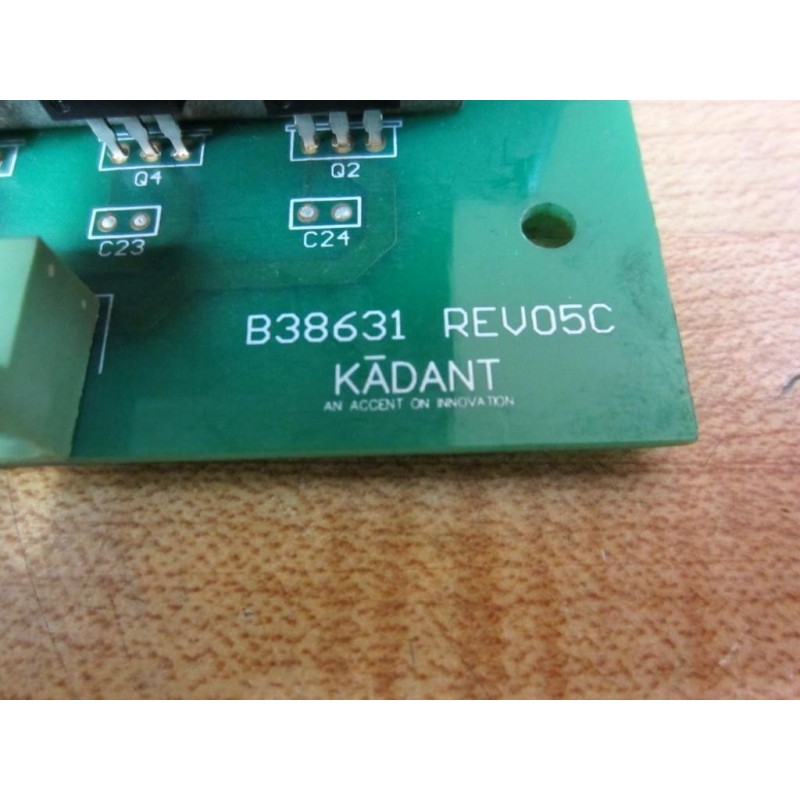 Q4
Q2
C23
C24
B38631 REV05C
KĀDANT
AN ACCENT ON INNOVATION